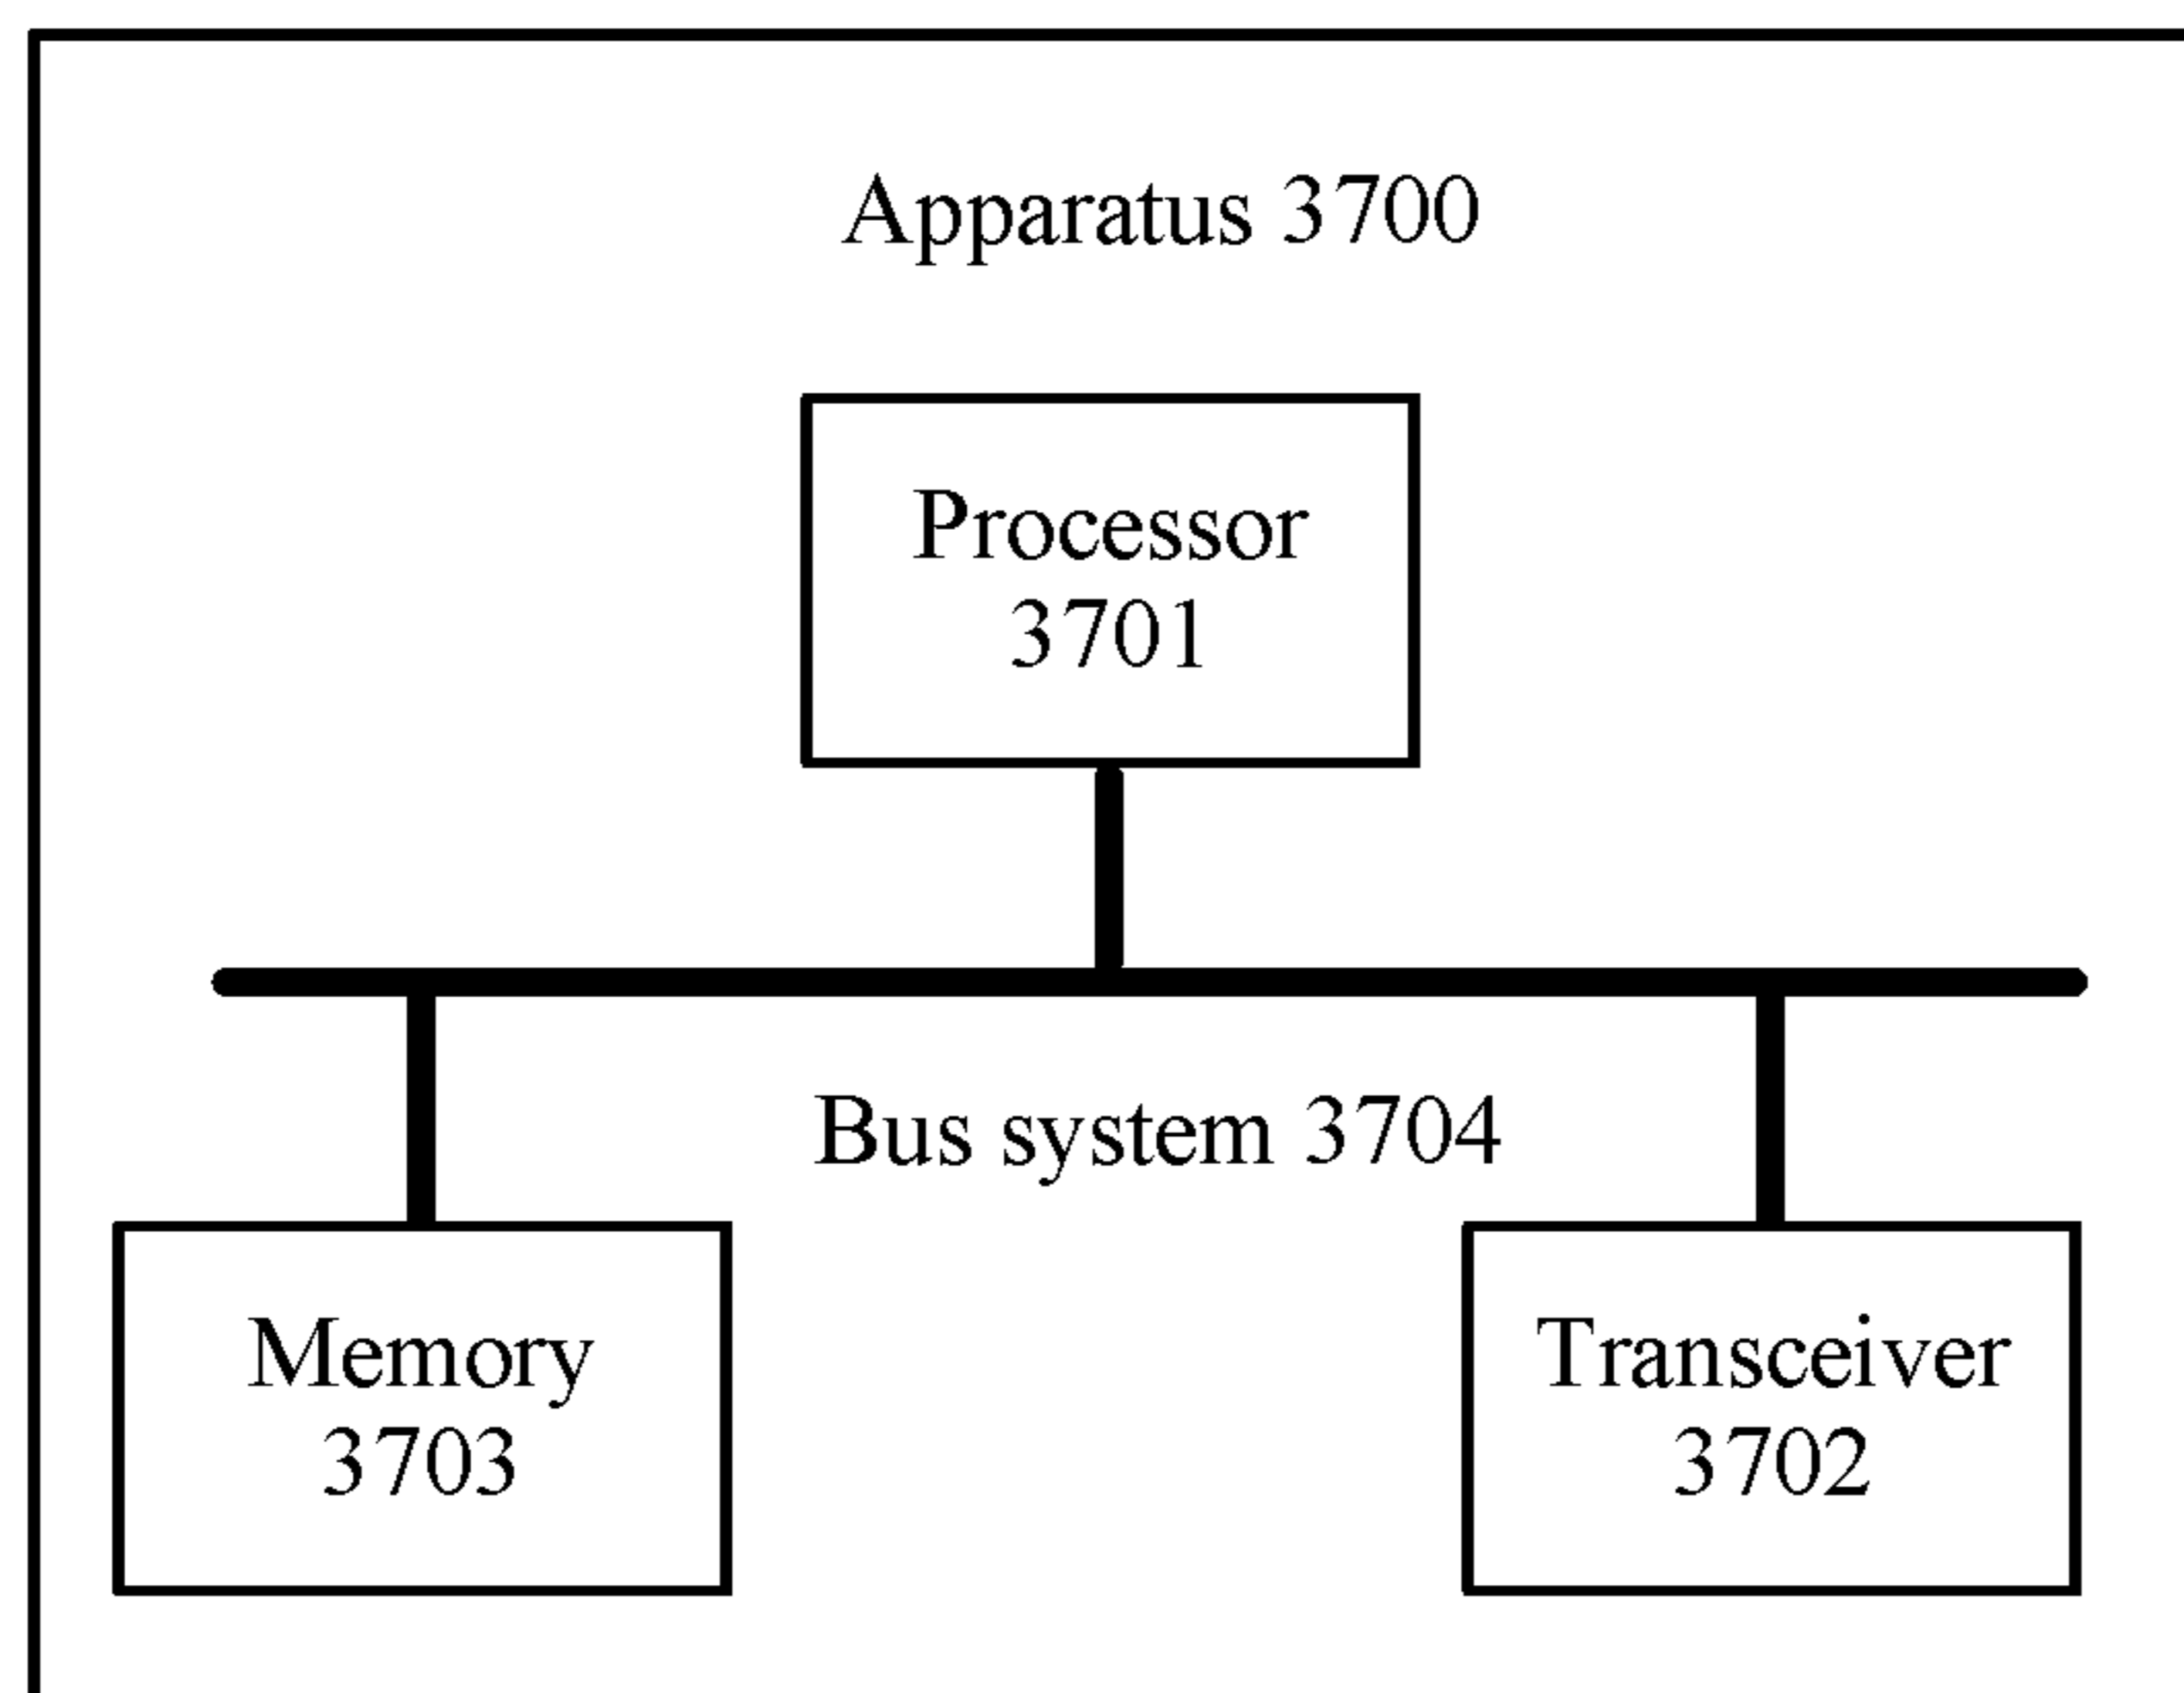 Apparatus 3700
Processor
3701
Bus system 3704
Memory
3703
Transceiver
3702